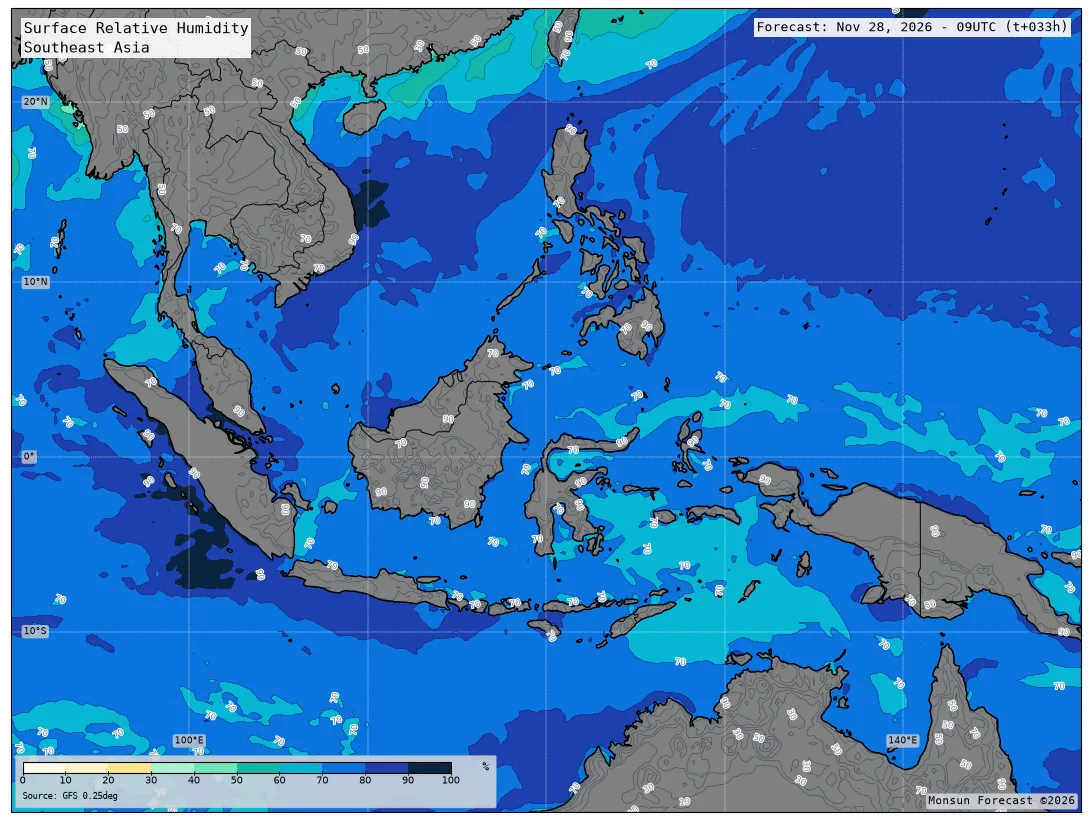 Surface Relative Humidity
Southeast Asia
Forecast: Nov 28, 2026 - 09UTC (t+033h)
20°N
10°N
0°
10°S
100°E
140°E
0 10 20 30 40 50 60 70 80 90 100
%
Source: GFS 0.25deg
Monsun Forecast ©2026